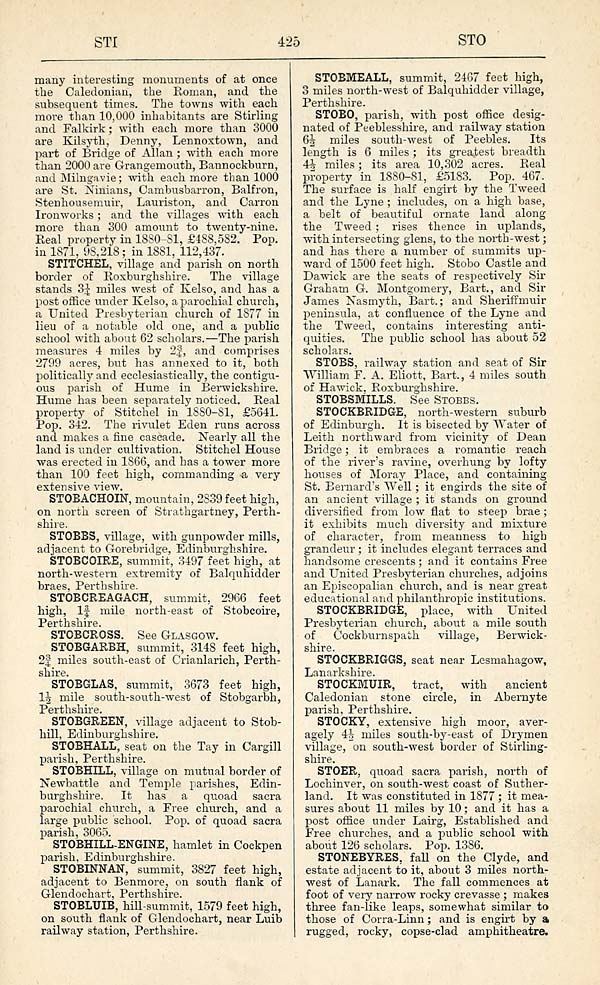 STI 425 STO
many interesting monuments of at once
the Caledonian, the Roman, and the
subsequent times. The towns with each
more than 10,000 inhabitants are Stirling
and Falkirk; with each more than 3000
are Kilsyth, Denny, Lennoxtown, and
part of Bridge of Allan; with each more
than 2000 are Grangemouth, Bannockburn,
and Milngavie; with each more than 1000
are St. Ninians, Cambusbarron, Balfron,
Stenhousemuir, Lauriston, and Carron
Ironworks; and the villages with each
more than 300 amount to twenty-nine.
Real property in 1880-81, £488,582. Pop.
in 1871, 98,218; in 1881, 112,437.
STITCHEL, village and parish on north
border of Roxburghshire. The village
stands 3¾ miles west of Kelso, and has a
post office under Kelso, a parochial church,
a United Presbyterian church of 1877 in
lieu of a notable old one, and a public
school with about 62 scholars.—The parish
measures 4 miles by 2¾, and comprises
2799 acres, but has annexed to it, both
politically and ecclesiastically, the contigu-
ous parish of Hume in Berwickshire.
Hume has been separately noticed. Real
property of Stitchel in 1880-81, £5641.
Pop. 342. The rivulet Eden runs across
and makes a fine cascade. Nearly all the
land is under cultivation. Stitchel House
was erected in 1866, and has a tower more
than 100 feet high, commanding a very
extensive view.
STOBACHOIN, mountain, 2839 feet high,
on north screen of Strathgartney, Perth-
shire.
STOBBS, village, with gunpowder mills,
adjacent to Gorebridge, Edinburghshire.
STOBCOIRE, summit, 3497 feet high, at
north-western extremity of Balquhidder
braes, Perthshire.
STOBCREAGACH, summit, 2966 feet
high, 1¾ mile north-east of Stobcoire,
Perthshire.
STOBCROSS. See GLASGOW.
STOBGARBH, summit, 3148 feet high,
2¾ miles south-east of Crianlarich, Perth-
shire.
STOBGLAS, summit, 3673 feet high,
1½ mile south-south-west of Stobgarbh,
Perthshire.
STOBGREEN, village adjacent to Stob-
hill, Edinburghshire.
STOBHALL, seat on the Tay in Cargill
parish, Perthshire.
STOBHILL, village on mutual border of
Newbattle and Temple parishes, Edin-
burghshire. It has a quoad sacra
parochial church, a Free church, and a
large public school. Pop. of quoad sacra
parish, 3065.
STOBHILL-ENGINE, hamlet in Cockpen
parish, Edinburghshire.
STOBINNAN, summit, 3827 feet high,
adjacent to Benmore, on south flank of
Glendochart, Perthshire.
STOBLUIB, hill-summit, 1579 feet high,
on south flank of Glendochart, near Luib
railway station, Perthshire.
STOBMEALL, summit, 2467 feet high,
3 miles north-west of Balquhidder village,
Perthshire.
STOBO, parish, with post office desig-
nated of Peeblesshire, and railway station
6½ miles south-west of Peebles. Its
length is 6 miles; its greatest breadth
4½ miles; its area 10,302 acres. Real
property in 1880-81, £5183. Pop. 467.
The surface is half engirt by the Tweed
and the Lyne; includes, on a high base,
a belt of beautiful ornate land along
the Tweed; rises thence in uplands,
with intersecting glens, to the north-west;
and has there a number of summits up-
ward of 1500 feet high. Stobo Castle and
Dawick are the seats of respectively Sir
Graham G. Montgomery, Bart., and Sir
James Nasmyth, Bart.; and Sheriffmuir
peninsula, at confluence of the Lyne and
the Tweed, contains interesting anti-
quities. The public school has about 52
scholars.
STOBS, railway station and seat of Sir
William F. A. Eliott, Bart., 4 miles south
of Hawick, Roxburghshire.
STOBSMILLS. See STOBBS.
STOCKBRIDGE, north-western suburb
of Edinburgh. It is bisected by Water of
Leith northward from vicinity of Dean
Bridge; it embraces a romantic reach
of the river's ravine, overhung by lofty
houses of Moray Place, and containing
St. Bernard's Well; it engirds the site of
an ancient village; it stands on ground
diversified from low flat to steep brae;
it exhibits much diversity and mixture
of character, from meanness to high
grandeur; it includes elegant terraces and
handsome crescents; and it contains Free
and United Presbyterian churches, adjoins
an Episcopalian church, and is near great
educational and philanthropic institutions.
STOCKBRIDGE, place, with United
Presbyterian church, about a mile south
of Cockburnspath village, Berwick-
shire.
STOCKBRIGGS, seat near Lesmahagow,
Lanarkshire.
STOCKMUIR, tract, with ancient
Caledonian stone circle, in Abernyte
parish, Perthshire.
STOCKY, extensive high moor, aver-
agely 4½ miles south-by-east of Drymen
village, on south-west border of Stirling-
shire.
STOER, quoad sacra parish, north of
Lochinver, on south-west coast of Suther-
land. It was constituted in 1877; it mea-
sures about 11 miles by 10; and it has a
post office under Lairg, Established and
Free churches, and a public school with
about 126 scholars. Pop. 1386.
STONEBYRES, fall on the Clyde, and
estate adjacent to it, about 3 miles north-
west of Lanark. The fall commences at
foot of very narrow rocky crevasse; makes
three fan-like leaps, somewhat similar to
those of Corra-Linn; and is engirt by a
rugged, rocky, copse-clad amphitheatre.